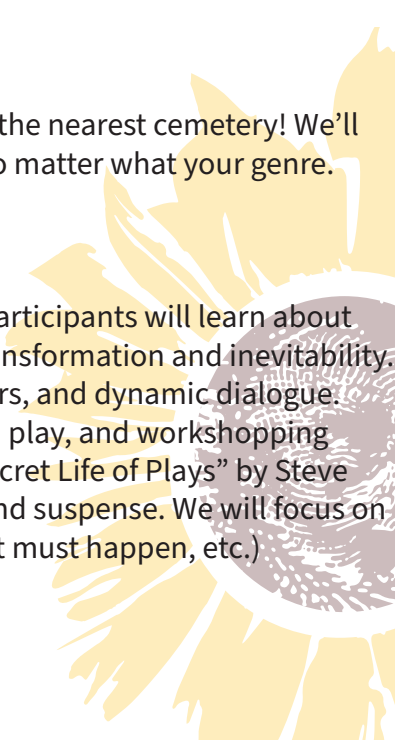 the nearest cemetery! We’ll
o matter what your genre.
articipants will learn about
nsformation and inevitability.
rs, and dynamic dialogue.
play, and workshopping
cret Life of Plays” by Steve
nd suspense. We will focus on
t must happen, etc.)